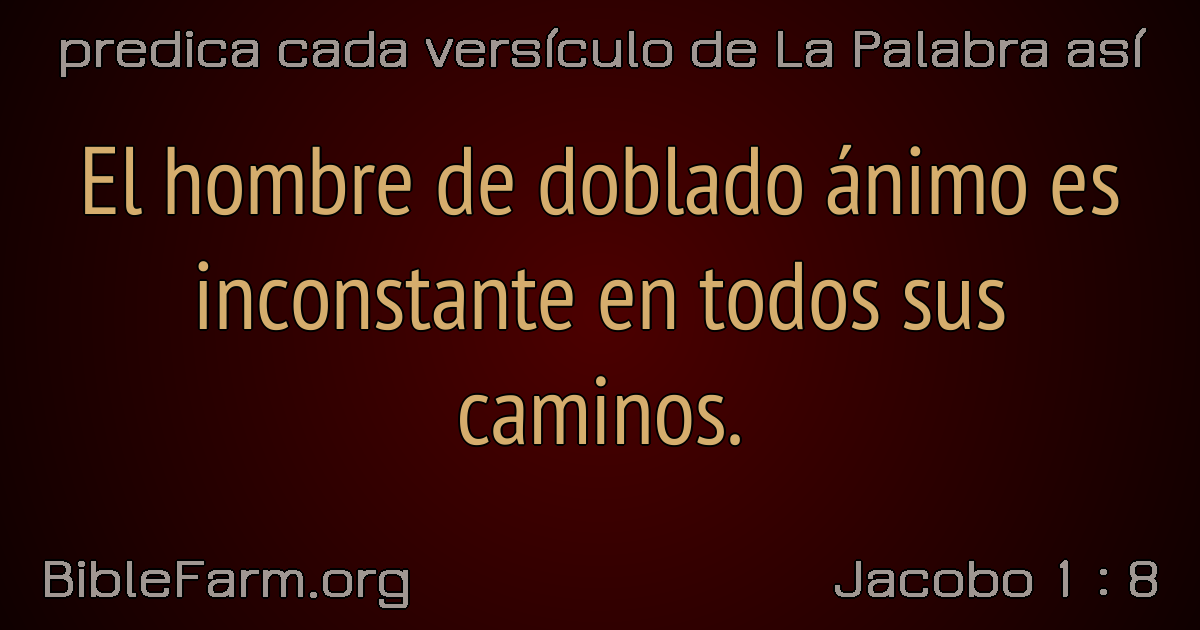 predica cada versículo de La Palabra así
El hombre de doblado ánimo es
inconstante en todos sus
caminos.
BibleFarm.org
Jacobo 1 : 8